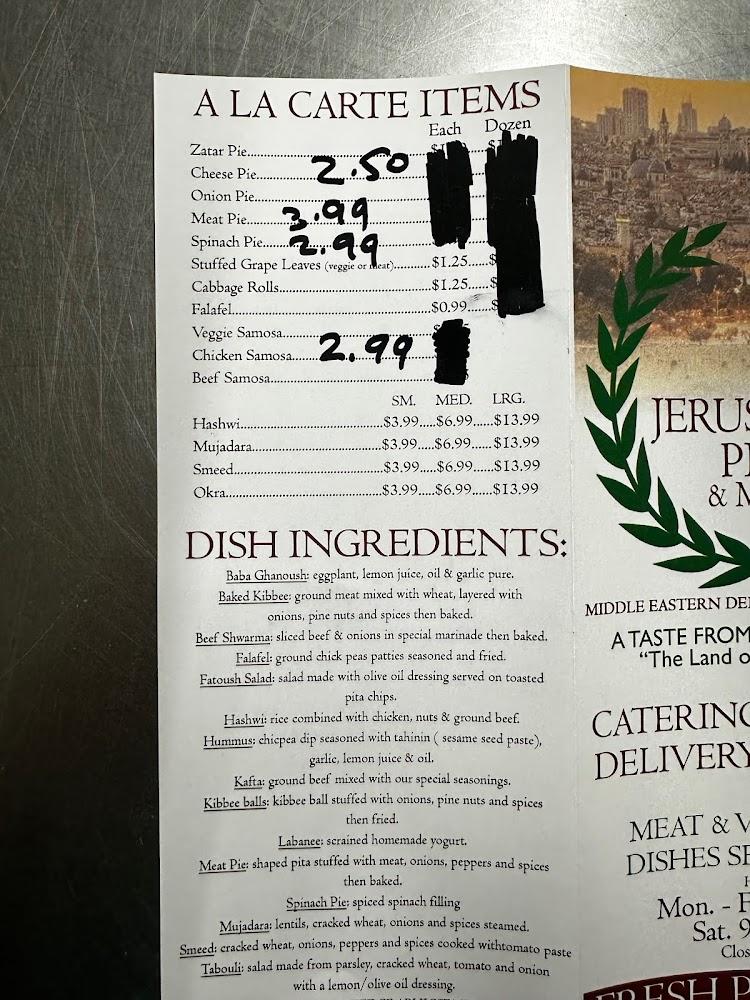 A LA CARTE ITEMS
Each Dozen
Zatar Pie
Cheese Pie 2.50
Onion Pie
Meat Pie 3.99
Spinach Pie 2.99
Stuffed Grape Leaves (veggie or meat) $1.25 $
Cabbage Rolls $1.25 $
Falafel $0.99 $
Veggie Samosa
Chicken Samosa 2.99
Beef Samosa
SM. MED. LRG.
Hashwi $3.99 $6.99 $13.99
Mujadara $3.99 $6.99 $13.99
Smeed $3.99 $6.99 $13.99
Okra $3.99 $6.99 $13.99
DISH INGREDIENTS:
Baba Ghanoush: eggplant, lemon juice, oil & garlic pure.
Baked Kibbee: ground meat mixed with wheat, layered with
onions, pine nuts and spices then baked.
Beef Shwarma: sliced beef & onions in special marinade then baked.
Falafel: ground chick peas patties seasoned and fried.
Fatoush Salad: salad made with olive oil dressing served on toasted
pita chips.
Hashwi: rice combined with chicken, nuts & ground beef.
Hummus: chicpea dip seasoned with tahinin ( sesame seed paste),
garlic, lemon juice & oil.
Kafta: ground beef mixed with our special seasonings.
Kibbee balls: kibbee ball stuffed with onions, pine nuts and spices
then fried.
Labanee: scrained homemade yogurt.
Meat Pie: shaped pita stuffed with meat, onions, peppers and spices
then baked.
Spinach Pie: spiced spinach filling
Mujadara: lentils, cracked wheat, onions and spices steamed.
Smeed: cracked wheat, onions, peppers and spices cooked withtomato paste
Tabouli: salad made from parsley, cracked wheat, tomato and onion
with a lemon/olive oil dressing.
JERUS
PI
& M
MIDDLE EASTERN DE
A TASTE FROM
"The Land o
CATERING
DELIVERY
MEAT & V
DISHES SE
Mon. - F
Sat. 9
Clos
FRESH P